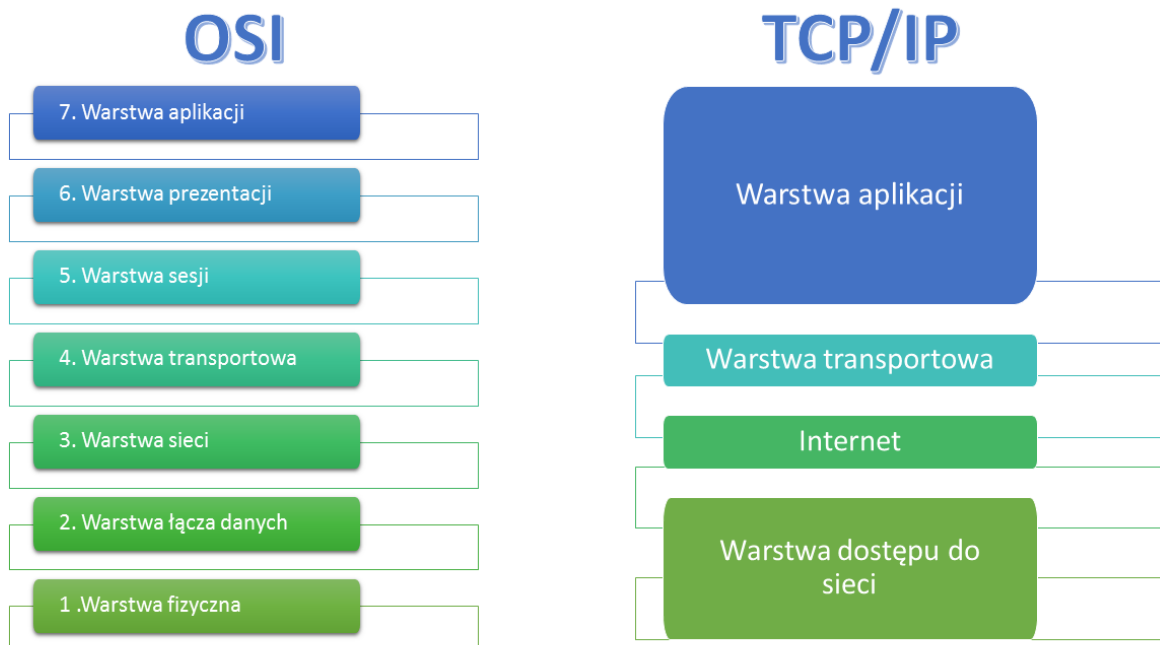 OSI
7. Warstwa aplikacji
6. Warstwa prezentacji
5. Warstwa sesji
4. Warstwa transportowa
3. Warstwa sieci
2. Warstwa łącza danych
1 .Warstwa fizyczna
TCP/IP
Warstwa aplikacji
Warstwa transportowa
Internet
Warstwa dostępu do
sieci